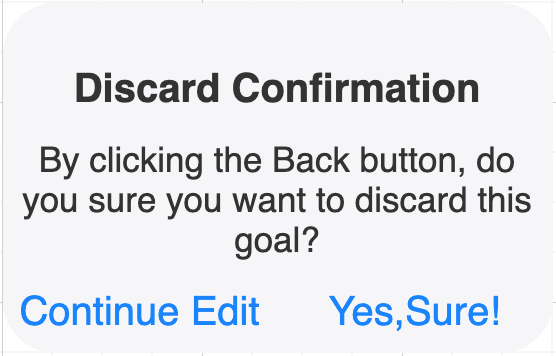 Discard Confirmation
By clicking the Back button, do
you sure you want to discard this
goal?
Continue Edit Yes,Sure!